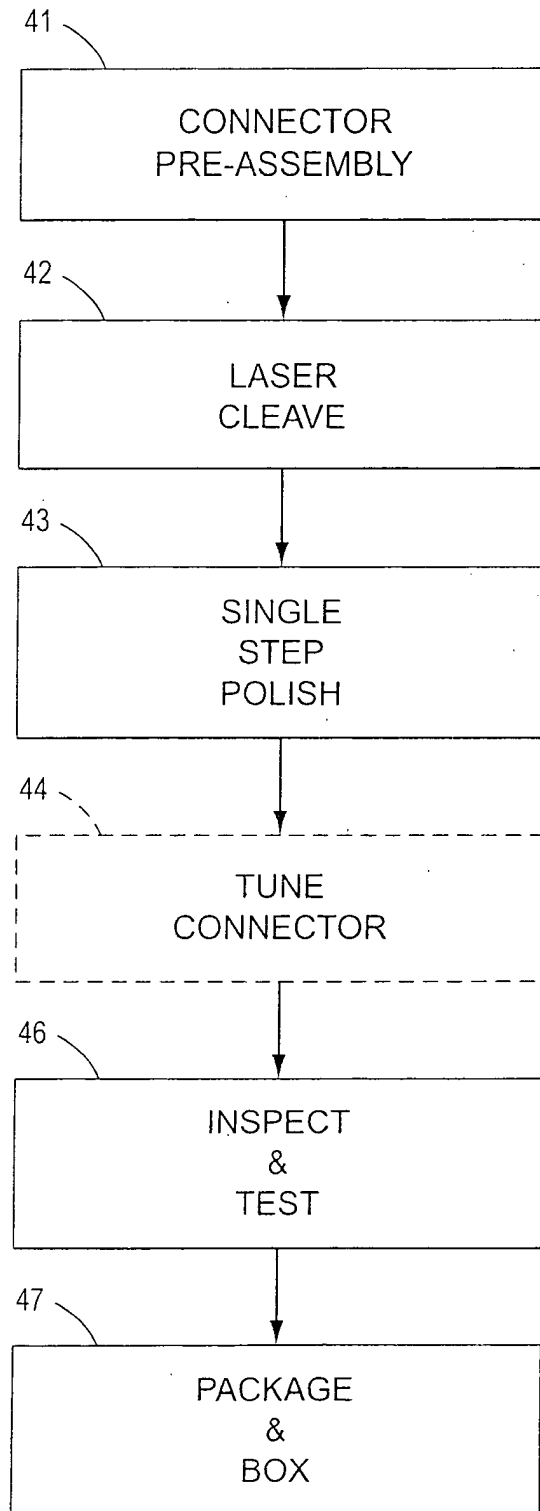 41
CONNECTOR
PRE-ASSEMBLY
42
LASER
CLEAVE
43
SINGLE
STEP
POLISH
44
TUNE
CONNECTOR
46
INSPECT
&
TEST
47
PACKAGE
&
BOX